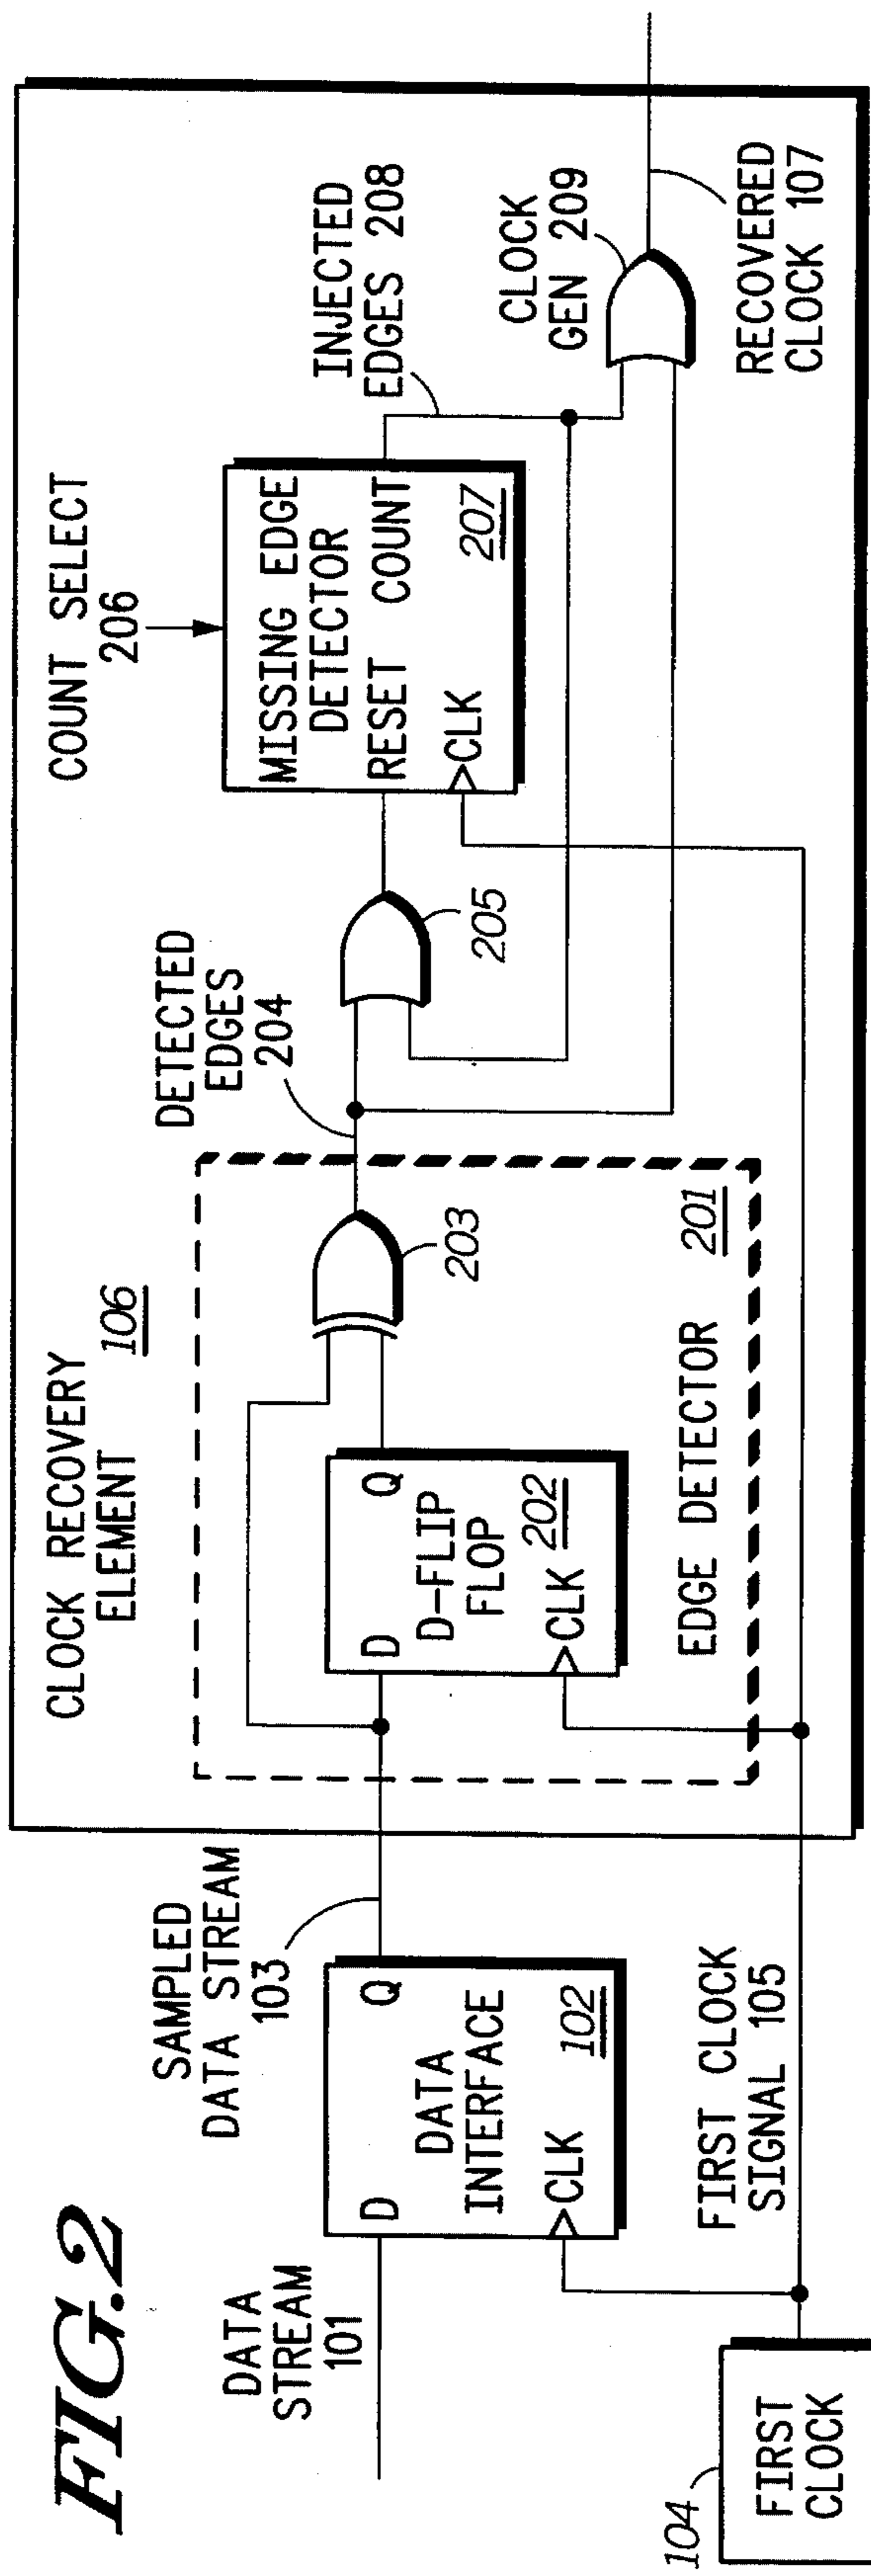 FIG.2
CLOCK RECOVERY
ELEMENT
106
COUNT SELECT
206
DATA
STREAM
101
D
Q
DATA
INTERFACE
CLK
102
SAMPLED
DATA STREAM
103
D
Q
D-FLIP
FLOP
CLK
202
203
EDGE DETECTOR
201
DETECTED
EDGES
204
205
MISSING EDGE
DETECTOR
RESET
COUNT
CLK
207
INJECTED
EDGES 208
CLOCK
GEN 209
RECOVERED
CLOCK 107
FIRST CLOCK
SIGNAL 105
104
FIRST
CLOCK